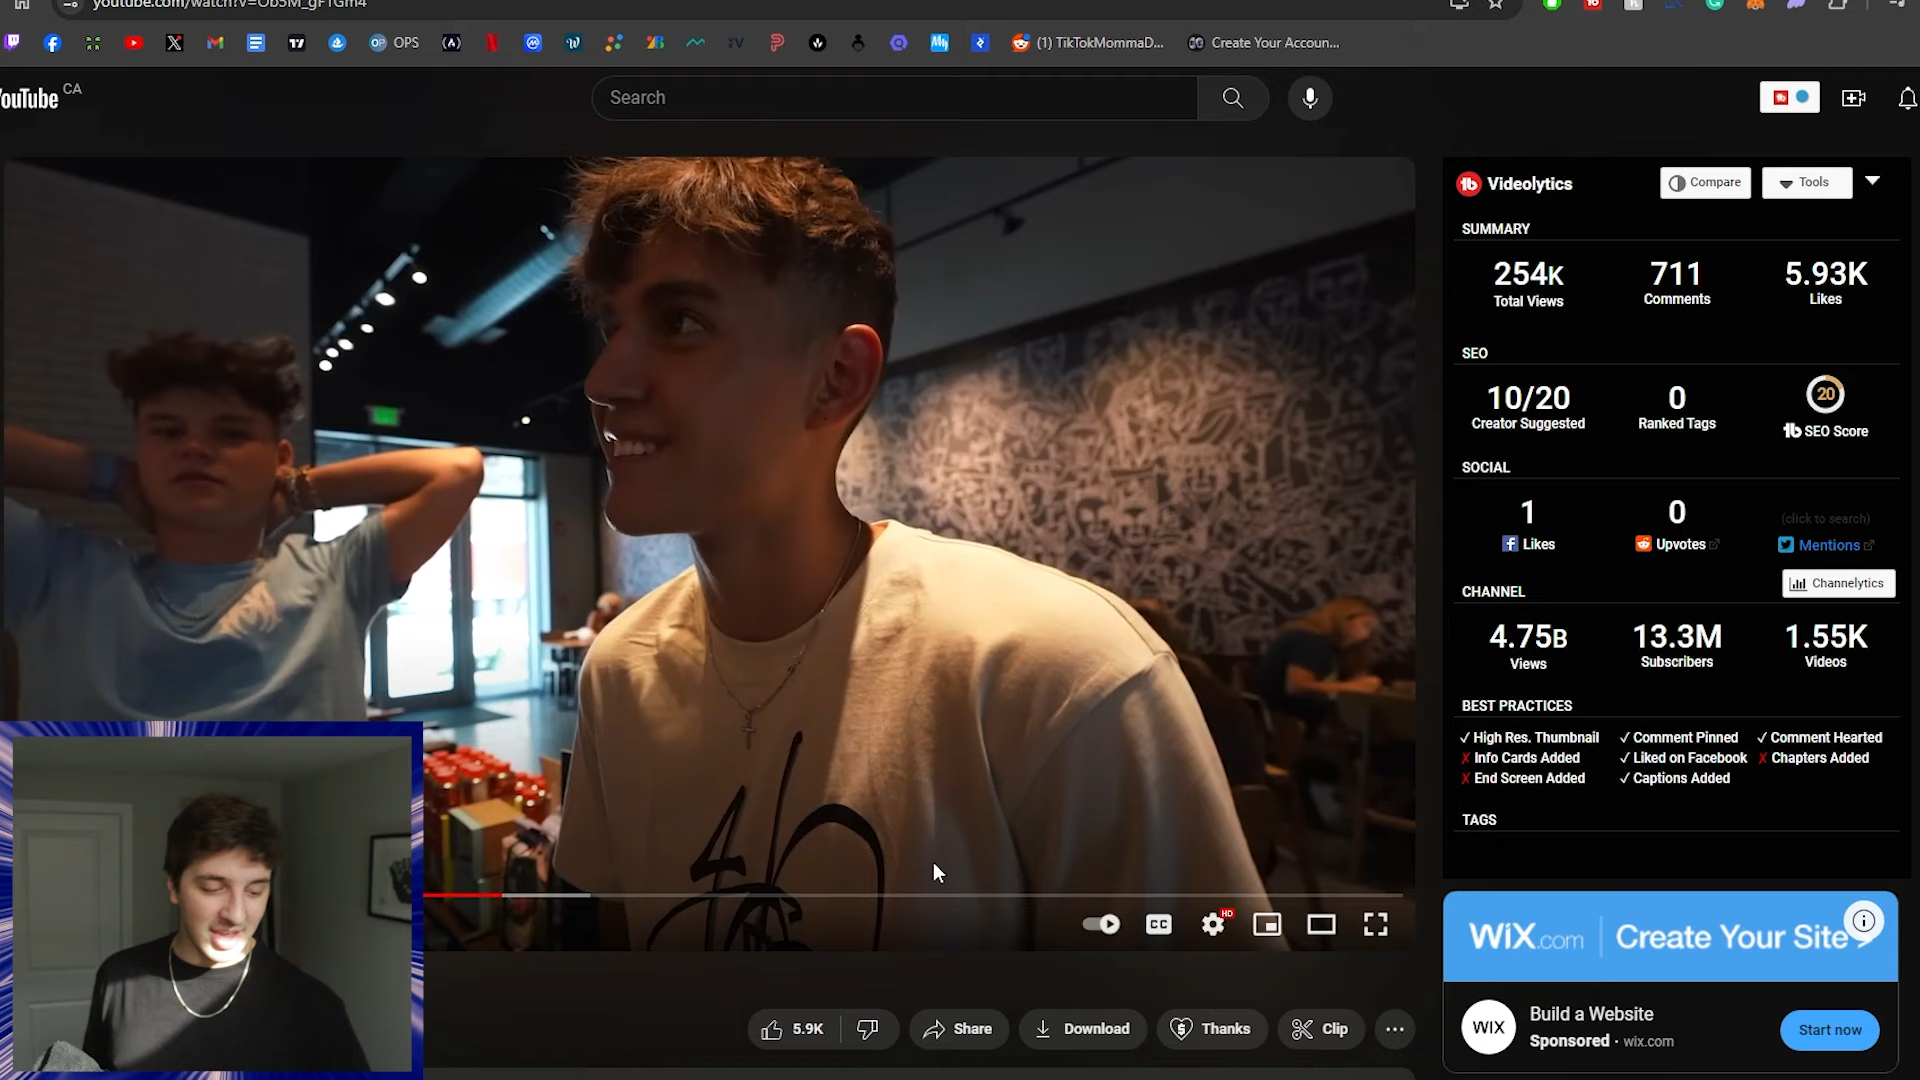 youtube.com/watch?v=Ob5M_gF1Gm4
OPS
(1) TikTokMommaD...
Create Your Accoun...
YouTube CA
Search
Videolytics
Compare
Tools
SUMMARY
254K
Total Views
711
Comments
5.93K
Likes
SEO
10/20
Creator Suggested
0
Ranked Tags
20
SEO Score
SOCIAL
1
Likes
0
Upvotes
(click to search)
Mentions
CHANNEL
Channelytics
4.75B
Views
13.3M
Subscribers
1.55K
Videos
BEST PRACTICES
✓ High Res. Thumbnail
✓ Comment Pinned
✓ Comment Hearted
X Info Cards Added
✓ Liked on Facebook
X Chapters Added
X End Screen Added
✓ Captions Added
TAGS
CC
HD
WIX.com
Create Your Site
5.9K
Share
Download
Thanks
Clip
WIX
Build a Website
Sponsored · wix.com
Start now